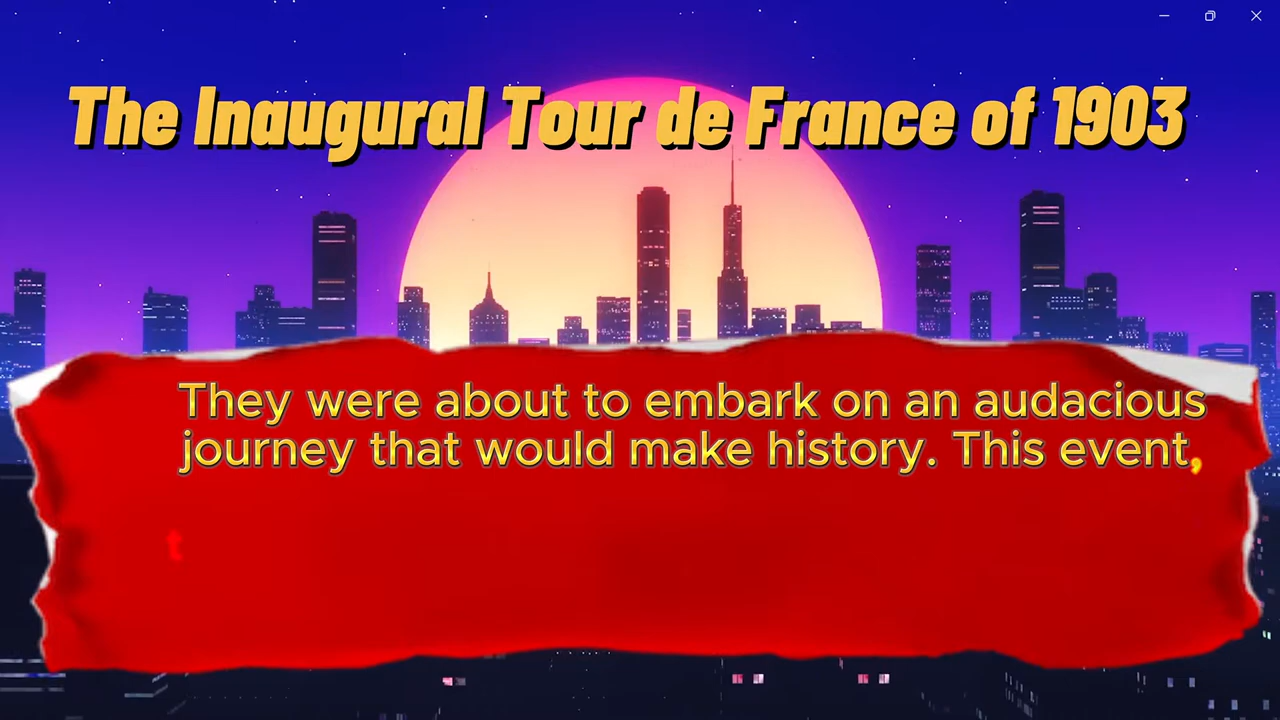 The Inaugural Tour de France of 1903
They were about to embark on an audacious
journey that would make history. This event,
t